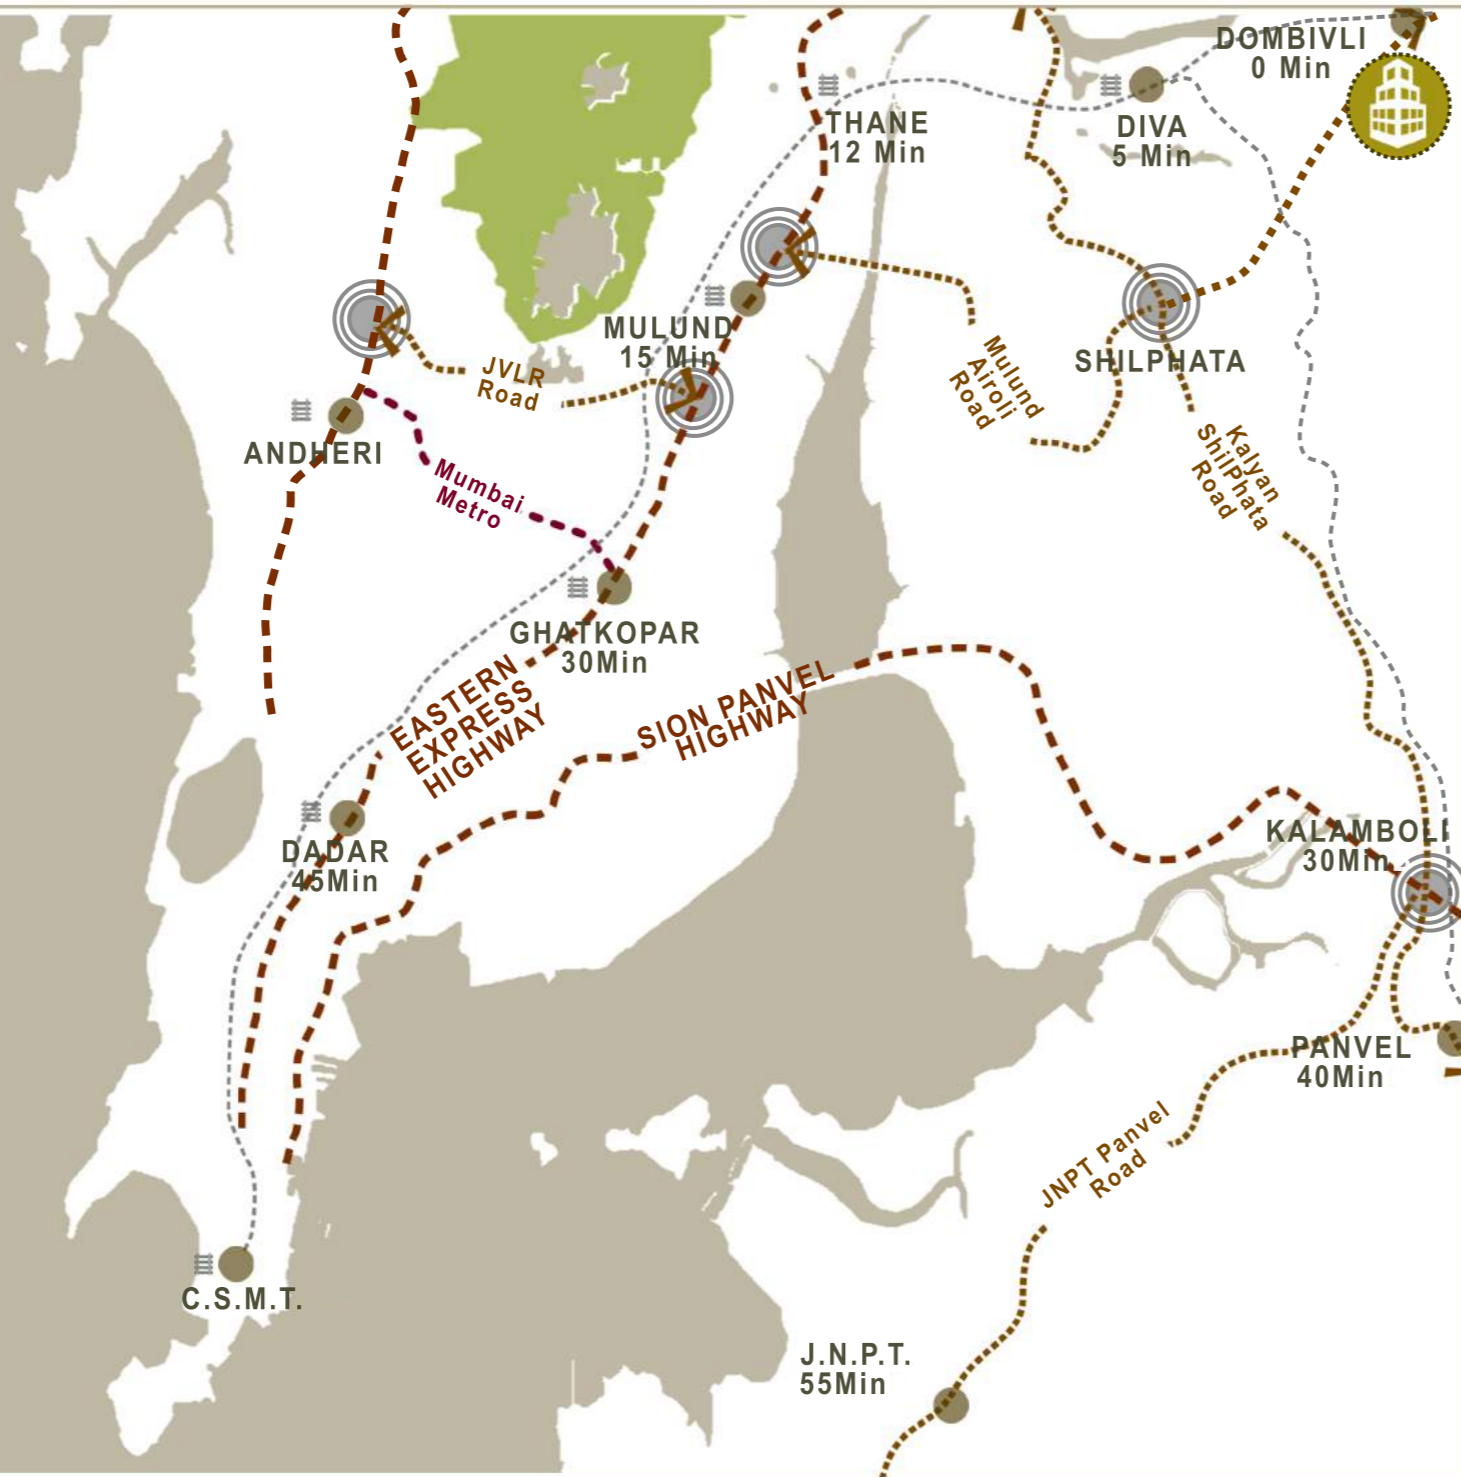 DOMBIVLI
0 Min
THANE
12 Min
DIVA
5 Min
MULUND
15 Min
SHILPHATA
JVLR
Road
Mulund
Airoli
Road
ANDHERI
Mumbai
Metro
Kalyan
ShilPhata
Road
GHATKOPAR
30Min
EASTERN
EXPRESS
HIGHWAY
SION PANVEL
HIGHWAY
DADAR
45Min
KALAMBOLI
30Min
PANVEL
40Min
JNPT Panvel
Road
C.S.M.T.
J.N.P.T.
55Min